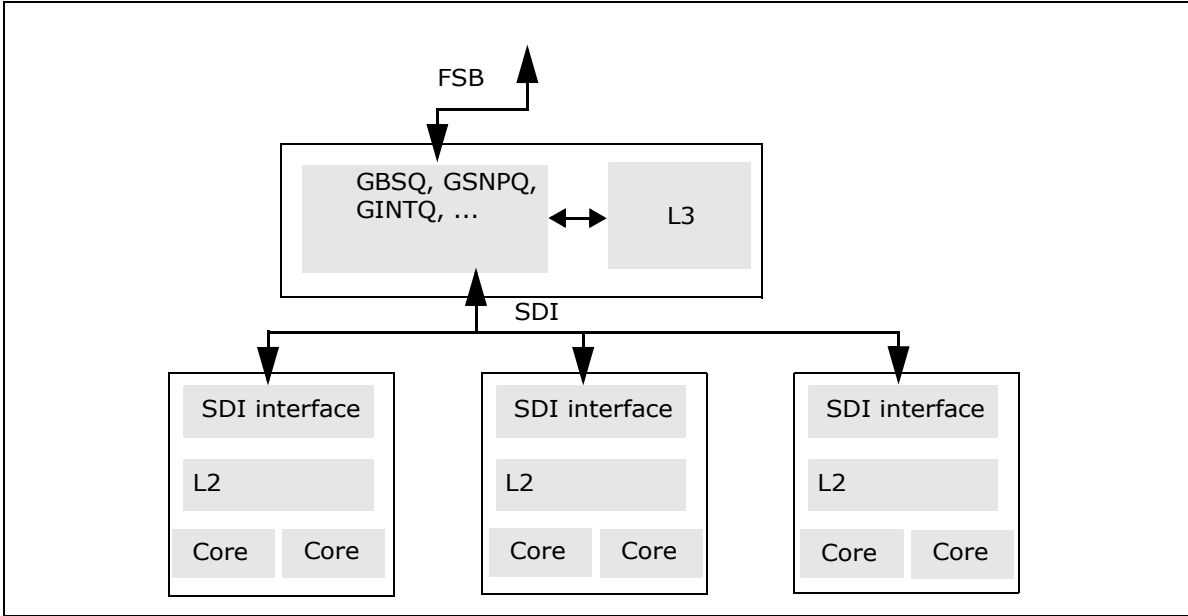 FSB
GBSQ, GSNPQ,
GINTQ, ...
L3
SDI
SDI interface
L2
Core
Core
SDI interface
L2
Core
Core
SDI interface
L2
Core
Core